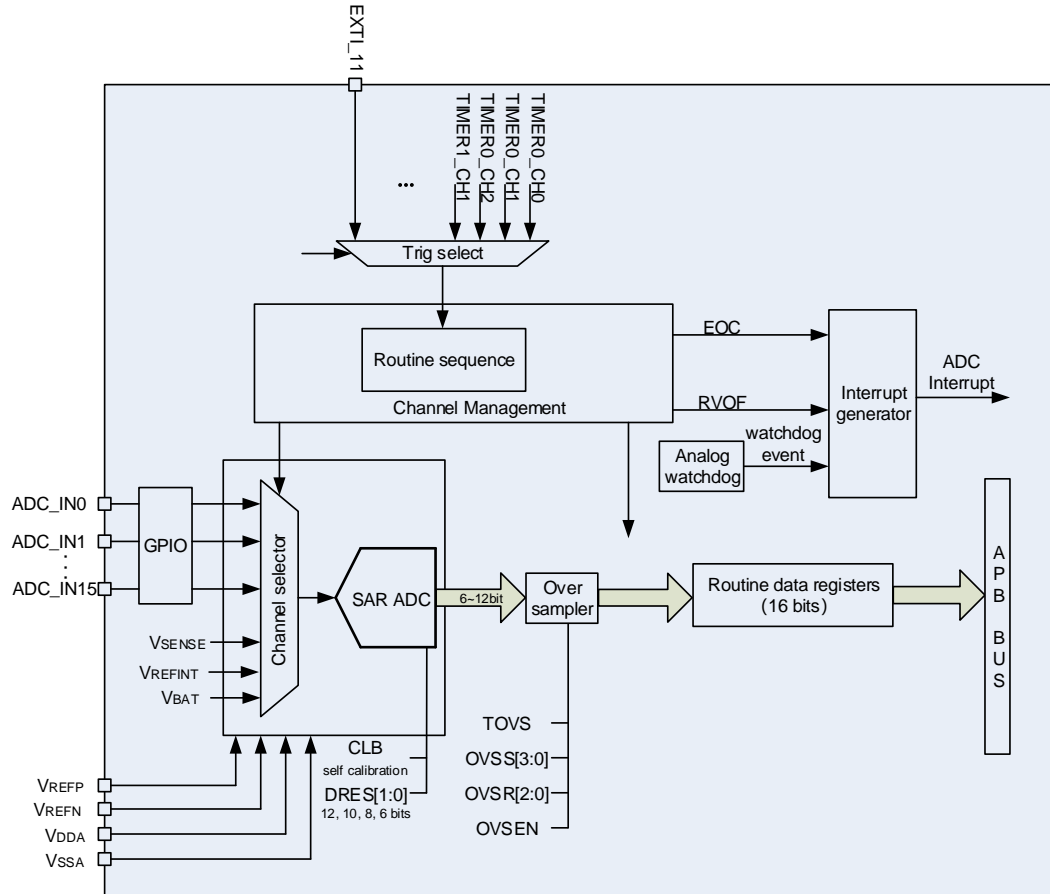 EXTI_11
TIMER1_CH1
TIMER0_CH2
TIMER0_CH1
TIMER0_CH0
...
Trig select
Routine sequence
Channel Management
EOC
RVOF
watchdog
event
Analog
watchdog
Interrupt
generator
ADC
Interrupt
ADC_IN0
ADC_IN1
ADC_IN15
GPIO
Channel selector
VSENSE
VREFINT
VBAT
SAR ADC
6~12bit
Over
sampler
Routine data registers
(16 bits)
APB BUS
CLB
self calibration
DRES[1:0]
12, 10, 8, 6 bits
TOVS
OVSS[3:0]
OVSR[2:0]
OVSEN
VREFP
VREFN
VDDA
VSSA